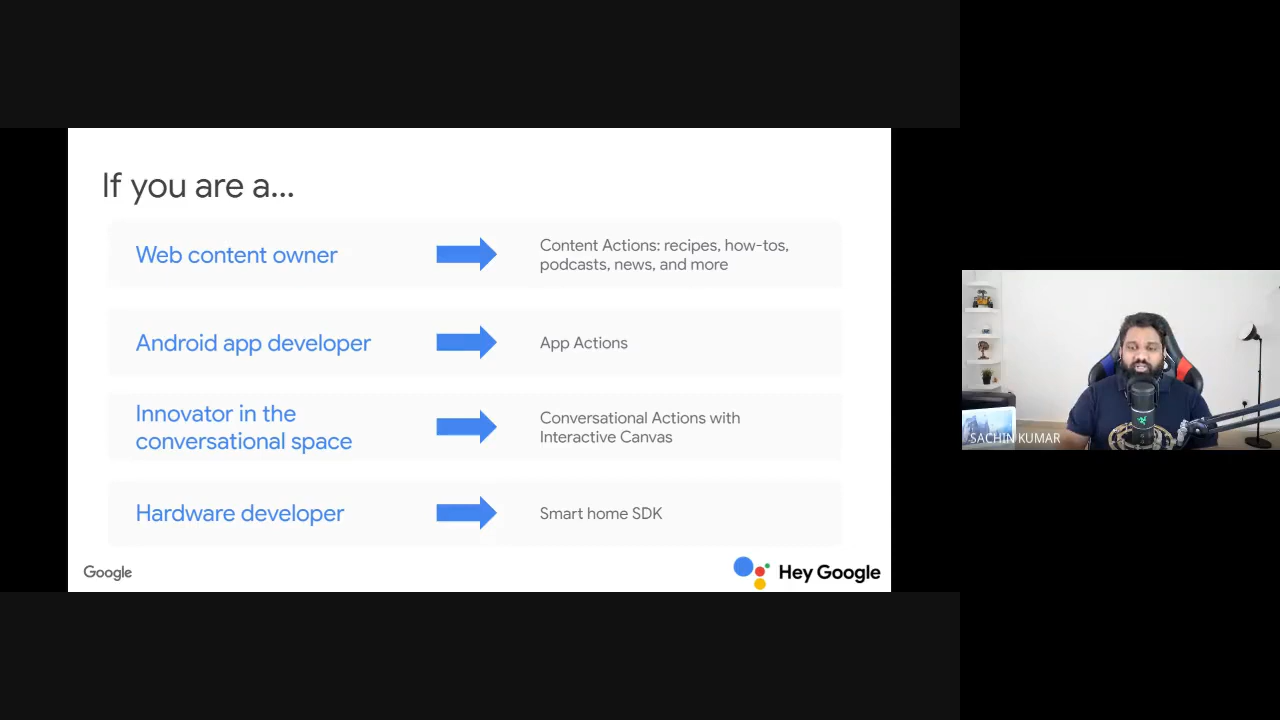 If you are a...
Web content owner
Content Actions: recipes, how-tos,
podcasts, news, and more
Android app developer
App Actions
Innovator in the
conversational space
Conversational Actions with
Interactive Canvas
Hardware developer
Smart home SDK
Google
Hey Google
SACHIN KUMAR